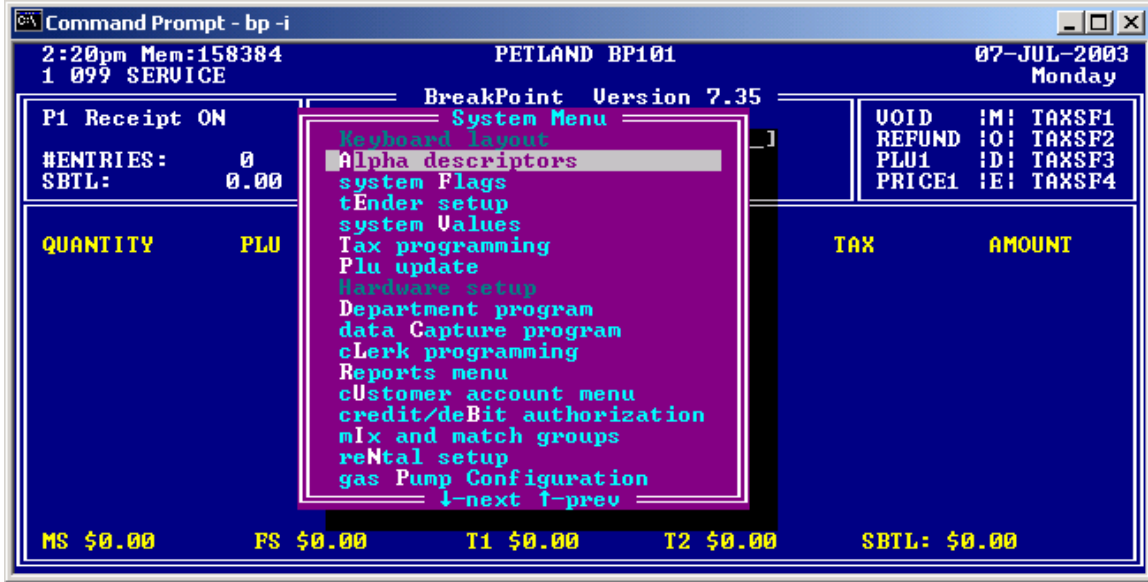 Command Prompt - bp -i
2:20pm Mem:158384 PETLAND BP101 07-JUL-2003
1 099 SERVICE Monday
BreakPoint Version 7.35
P1 Receipt ON System Menu VOID ¦M¦ TAXSF1
Keyboard layout _] REFUND ¦O¦ TAXSF2
#ENTRIES: 0 Alpha descriptors PLU1 ¦D¦ TAXSF3
SBTL: 0.00 system Flags PRICE1 ¦E¦ TAXSF4
tEnder setup
system Values
QUANTITY PLU Tax programming TAX AMOUNT
Plu update
Hardware setup
Department program
data Capture program
cLerk programming
Reports menu
cUstomer account menu
credit/deBit authorization
mIx and match groups
reNtal setup
gas Pump Configuration
↓-next ↑-prev
MS $0.00 FS $0.00 T1 $0.00 T2 $0.00 SBTL: $0.00